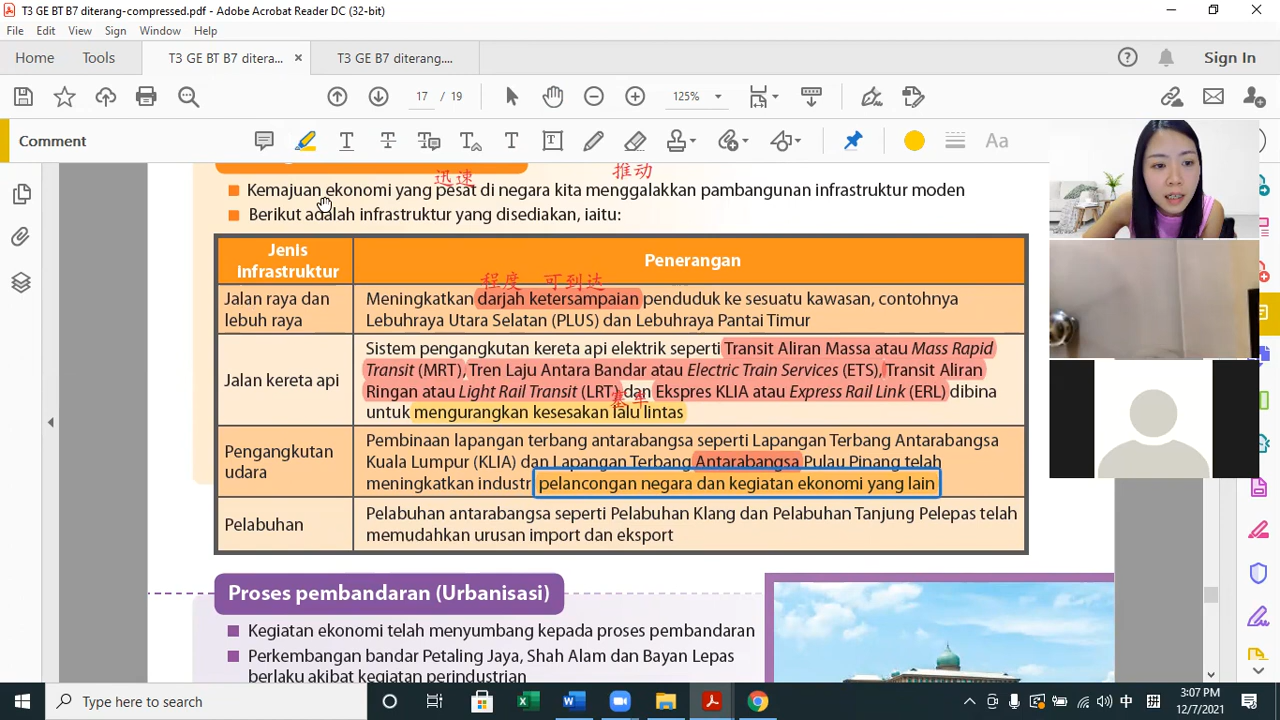 T3 GE BT B7 diterang-compressed.pdf - Adobe Acrobat Reader DC (32-bit)
File Edit View Sign Window Help
Home Tools T3 GE BT B7 ditera... × T3 GE BT B7 diterang.... Sign In
17 / 19 125%
Comment
Aa
迅速 推动
Kemajuan ekonomi yang pesat di negara kita menggalakkan pambangunan infrastruktur moden
Berikut adalah infrastruktur yang disediakan, iaitu:
Jenis infrastruktur
Penerangan
程度 可到达
Jalan raya dan lebuh raya
Meningkatkan darjah ketersampaian penduduk ke sesuatu kawasan, contohnya
Lebuhraya Utara Selatan (PLUS) dan Lebuhraya Pantai Timur
Jalan kereta api
Sistem pengangkutan kereta api elektrik seperti Transit Aliran Massa atau Mass Rapid
Transit (MRT), Tren Laju Antara Bandar atau Electric Train Services (ETS), Transit Aliran
Ringan atau Light Rail Transit (LRT) dan Ekspres KLIA atau Express Rail Link (ERL) dibina
塞车
untuk mengurangkan kesesakan lalu lintas
Pengangkutan udara
Pembinaan lapangan terbang antarabangsa seperti Lapangan Terbang Antarabangsa
Kuala Lumpur (KLIA) dan Lapangan Terbang Antarabangsa Pulau Pinang telah
meningkatkan industri pelancongan negara dan kegiatan ekonomi yang lain
Pelabuhan
Pelabuhan antarabangsa seperti Pelabuhan Klang dan Pelabuhan Tanjung Pelepas telah
memudahkan urusan import dan eksport
Proses pembandaran (Urbanisasi)
Kegiatan ekonomi telah menyumbang kepada proses pembandaran
Perkembangan bandar Petaling Jaya, Shah Alam dan Bayan Lepas
berlaku akibat kegiatan perindustrian
Type here to search
中 拼
3:07 PM
12/7/2021